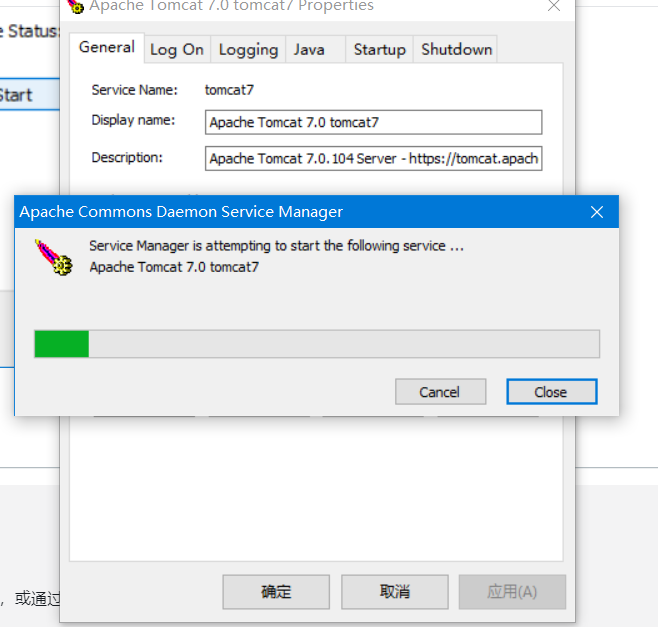 Apache Tomcat 7.0 tomcat7 Properties
Status:
General Log On Logging Java Startup Shutdown
Service Name: tomcat7
Start
Display name: Apache Tomcat 7.0 tomcat7
Description: Apache Tomcat 7.0.104 Server - https://tomcat.apach
Apache Commons Daemon Service Manager
Service Manager is attempting to start the following service ...
Apache Tomcat 7.0 tomcat7
Cancel Close
确定 取消 应用(A)
，或通过